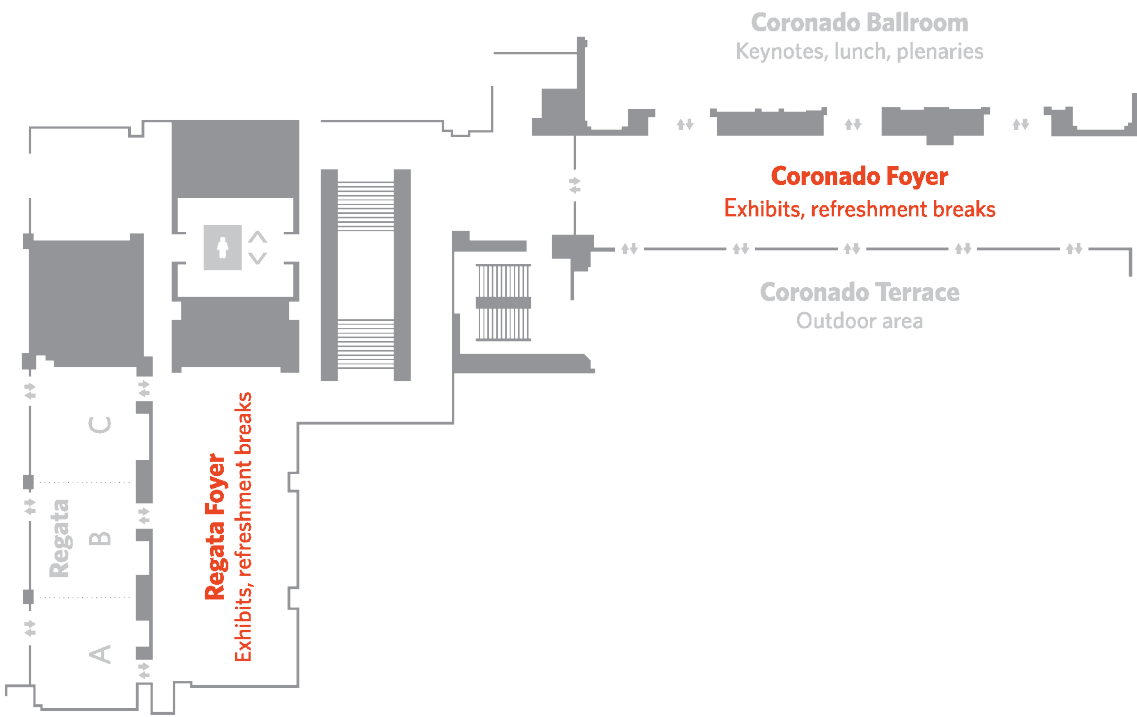 Coronado Ballroom
Keynotes, lunch, plenaries
Coronado Foyer
Exhibits, refreshment breaks
Coronado Terrace
Outdoor area
Regata Foyer
Exhibits, refreshment breaks
Regata
C
B
A